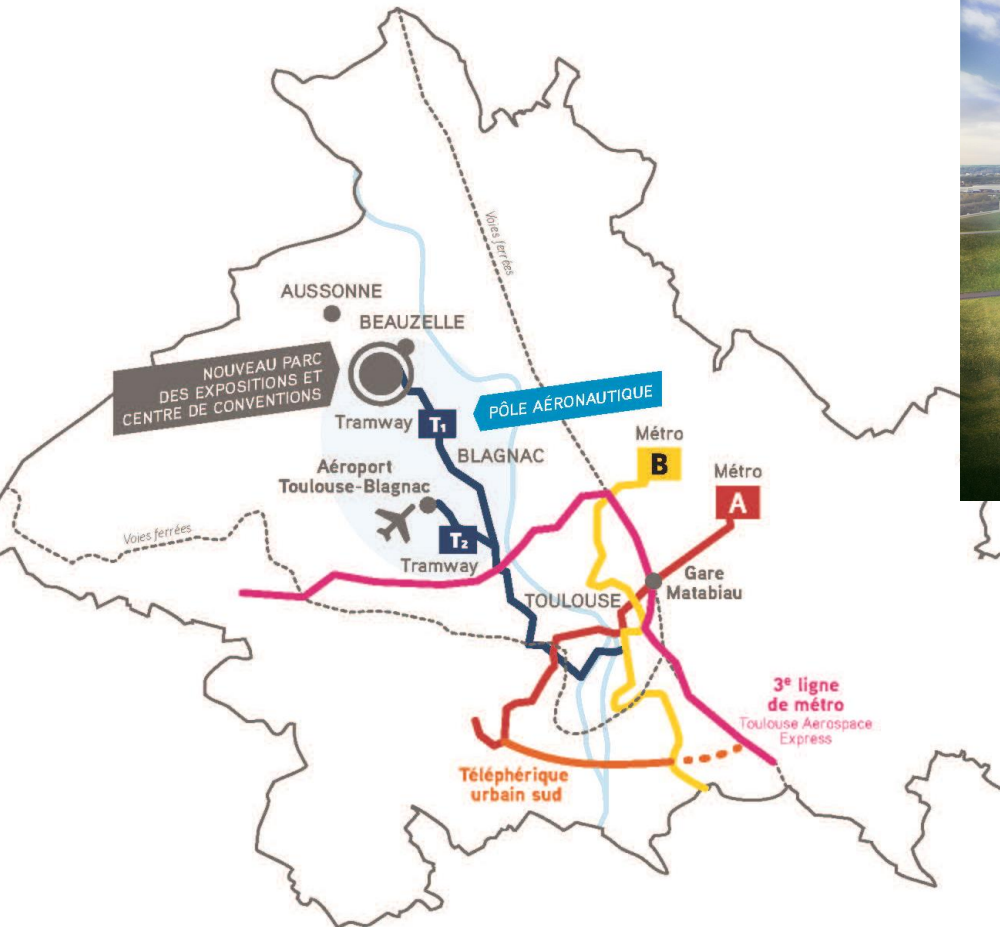 Voies ferrées
AUSSONNE
BEAUZELLE
NOUVEAU PARC
DES EXPOSITIONS ET
CENTRE DE CONVENTIONS
PÔLE AÉRONAUTIQUE
Tramway
T1
BLAGNAC
Métro
B
Métro
A
Aéroport
Toulouse-Blagnac
Voies ferrées
T2
Tramway
Gare
Matabiau
TOULOUSE
3e ligne
de métro
Toulouse Aerospace
Express
Téléphérique
urbain sud